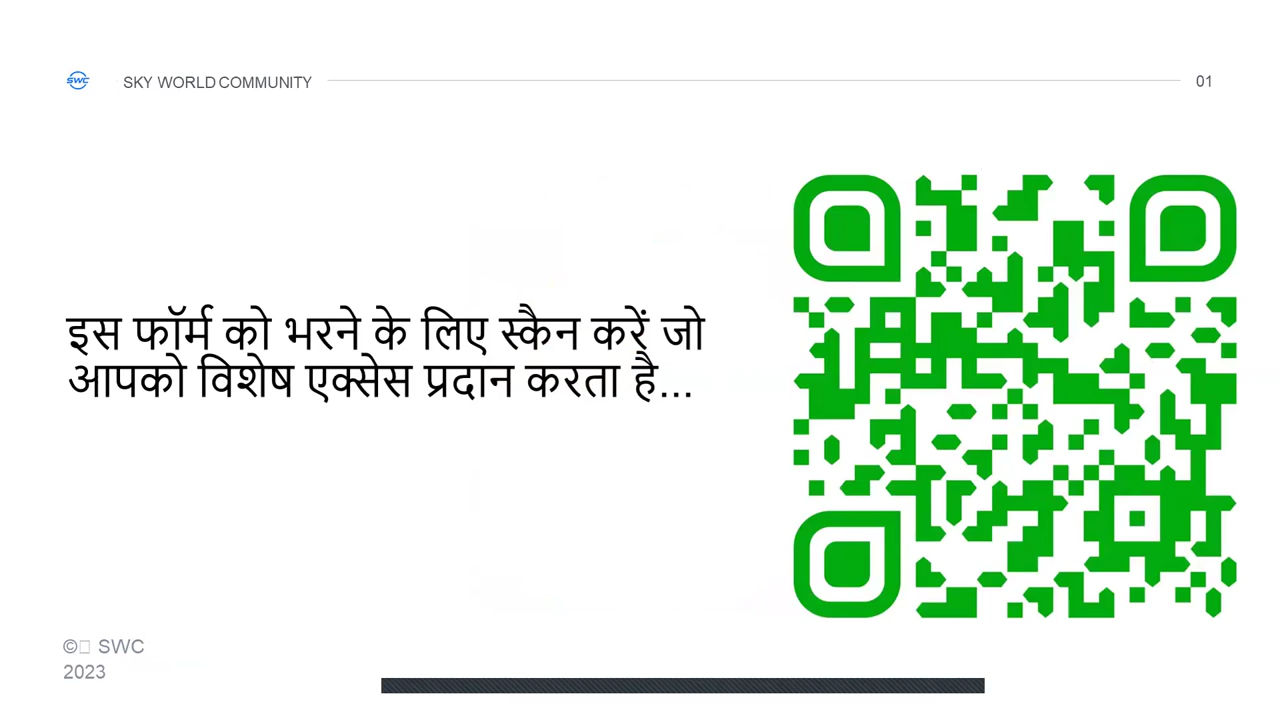 SWC SKY WORLD COMMUNITY 01
इस फॉर्म को भरने के लिए स्कैन करें जो
आपको विशेष एक्सेस प्रदान करता है...
© SWC
2023